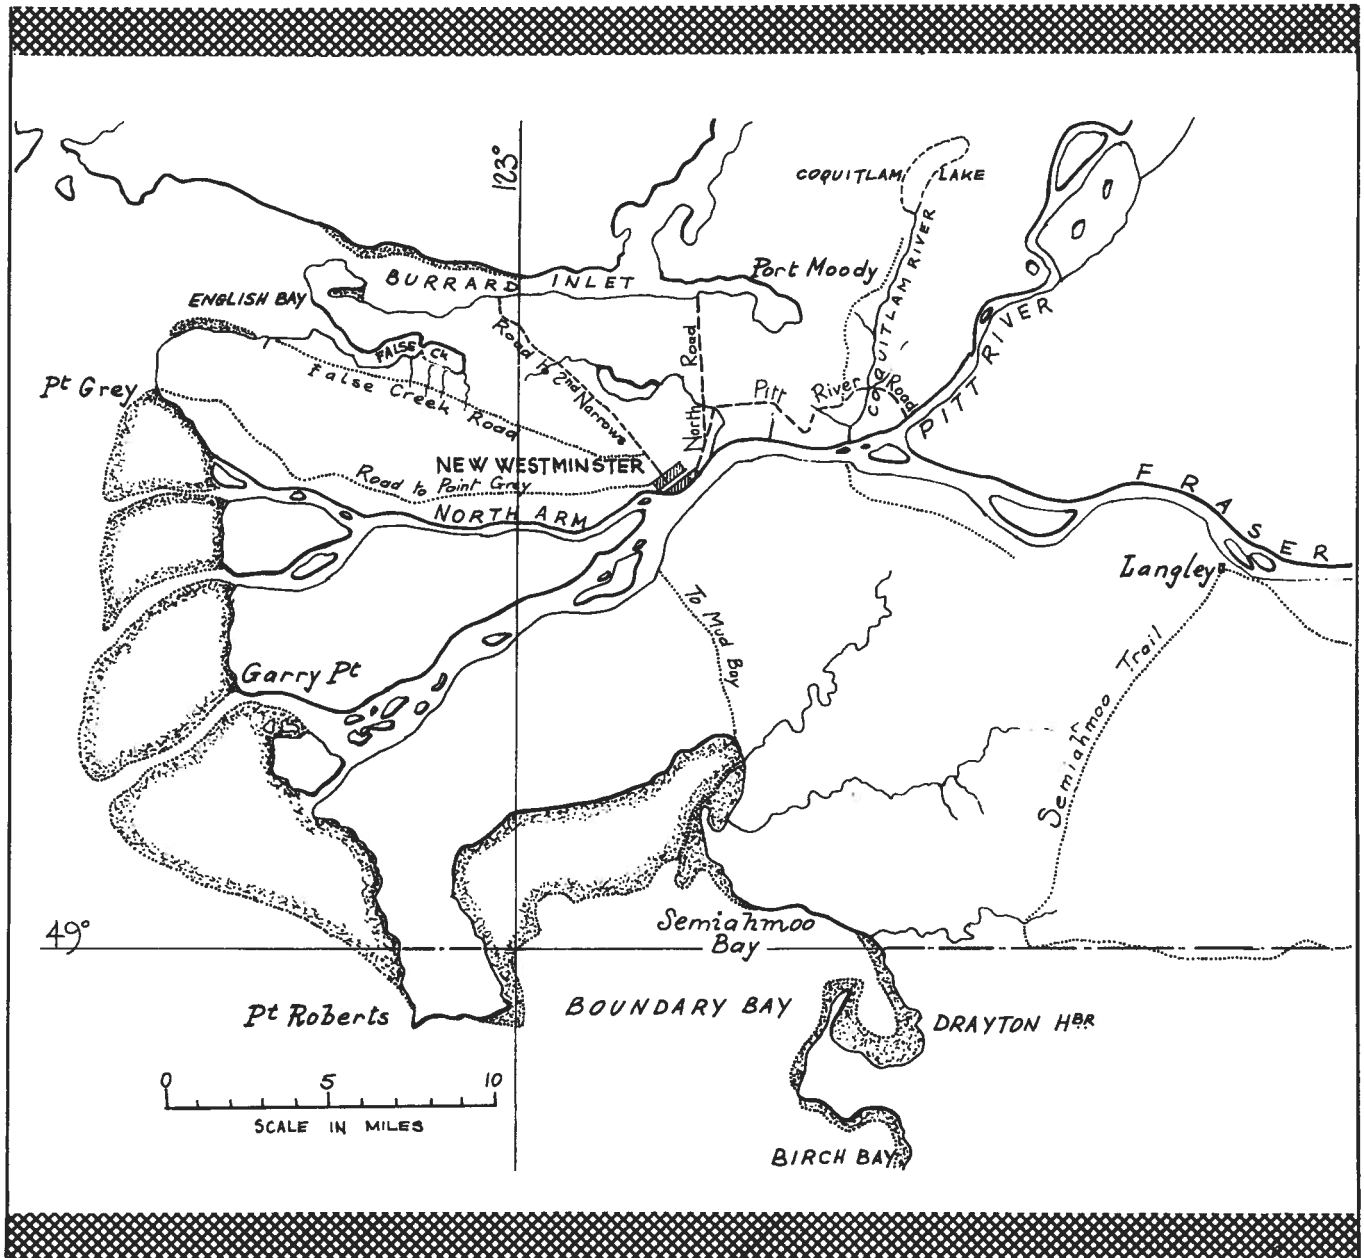 123°
COQUITLAM LAKE
Port Moody
BURRARD INLET
ENGLISH BAY
COQUITLAM RIVER
PITT RIVER
FALSE Ck
Road to 2nd Narrows
North Road
Pitt River Road
Pt Grey
False Creek Road
NEW WESTMINSTER
Road to Point Grey
NORTH ARM
FRASER
Langley
To Mud Bay
Semiahmoo Trail
Garry Pt
Semiahmoo
Bay
49°
Pt Roberts
BOUNDARY BAY
DRAYTON HBR
0 5 10
SCALE IN MILES
BIRCH BAY